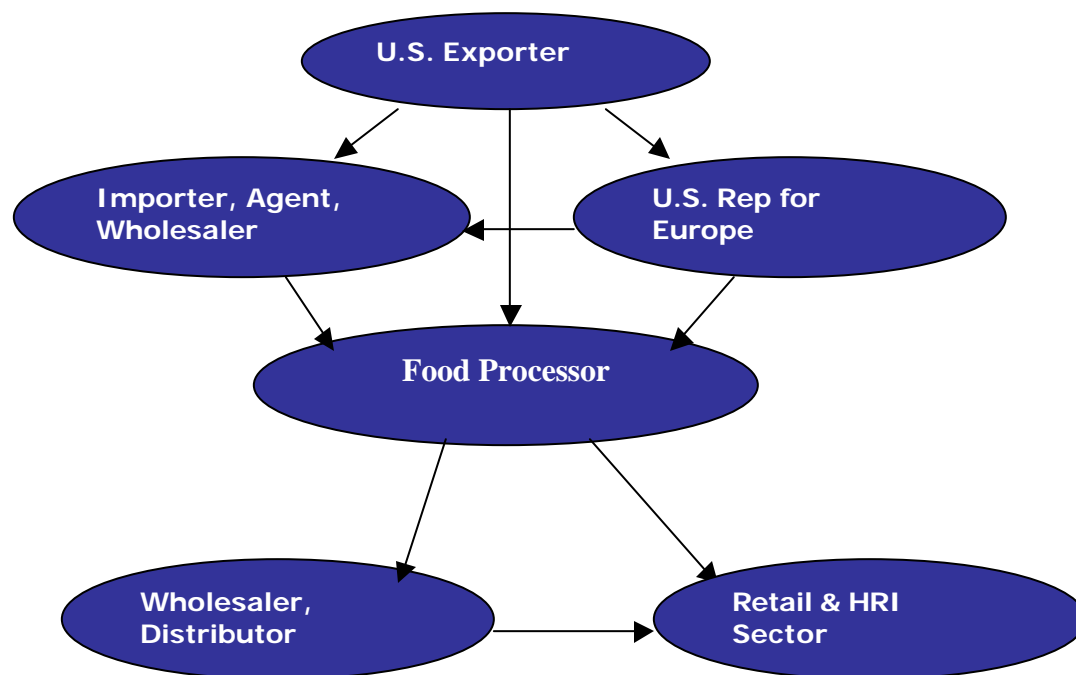 U.S. Exporter
Importer, Agent,
Wholesaler
U.S. Rep for
Europe
Food Processor
Wholesaler,
Distributor
Retail & HRI
Sector